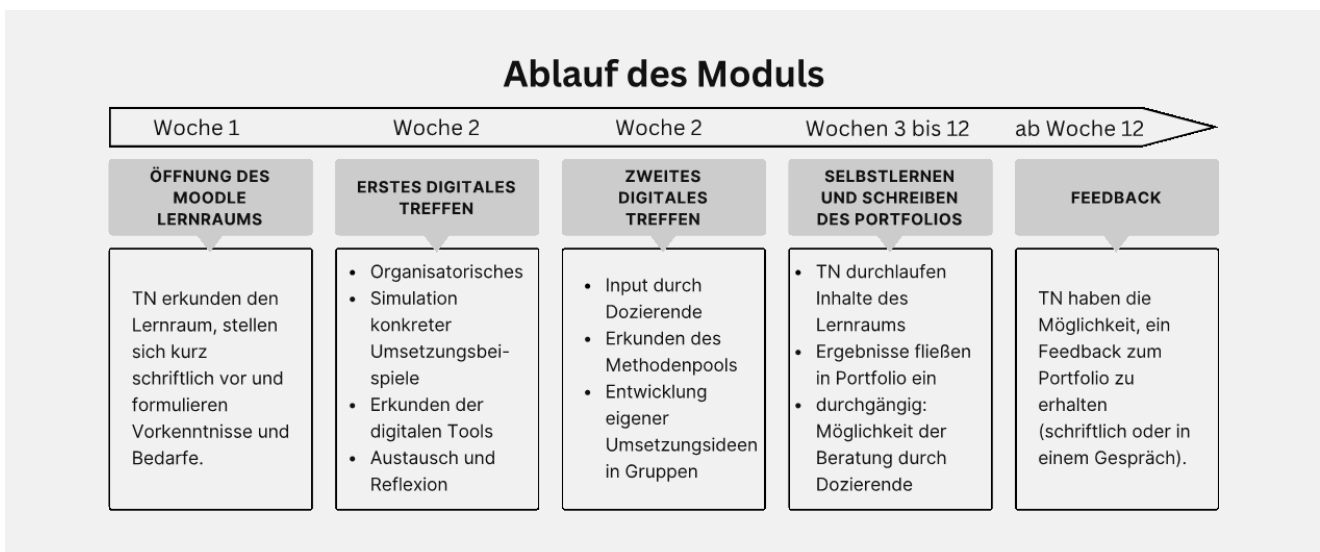 Ablauf des Moduls
Woche 1
Woche 2
Woche 2
Wochen 3 bis 12
ab Woche 12
ÖFFNUNG DES
MOODLE
LERNRAUMS
TN erkunden den
Lernraum, stellen
sich kurz
schriftlich vor und
formulieren
Vorkenntnisse und
Bedarfe.
ERSTES DIGITALES
TREFFEN
• Organisatorisches
• Simulation
konkreter
Umsetzungsbei-
spiele
• Erkunden der
digitalen Tools
• Austausch und
Reflexion
ZWEITES
DIGITALES
TREFFEN
• Input durch
Dozierende
• Erkunden des
Methodenpools
• Entwicklung
eigener
Umsetzungsideen
in Gruppen
SELBSTLERNEN
UND SCHREIBEN
DES PORTFOLIOS
• TN durchlaufen
Inhalte des
Lernraums
• Ergebnisse fließen
in Portfolio ein
• durchgängig:
Möglichkeit der
Beratung durch
Dozierende
FEEDBACK
TN haben die
Möglichkeit, ein
Feedback zum
Portfolio zu
erhalten
(schriftlich oder in
einem Gespräch).